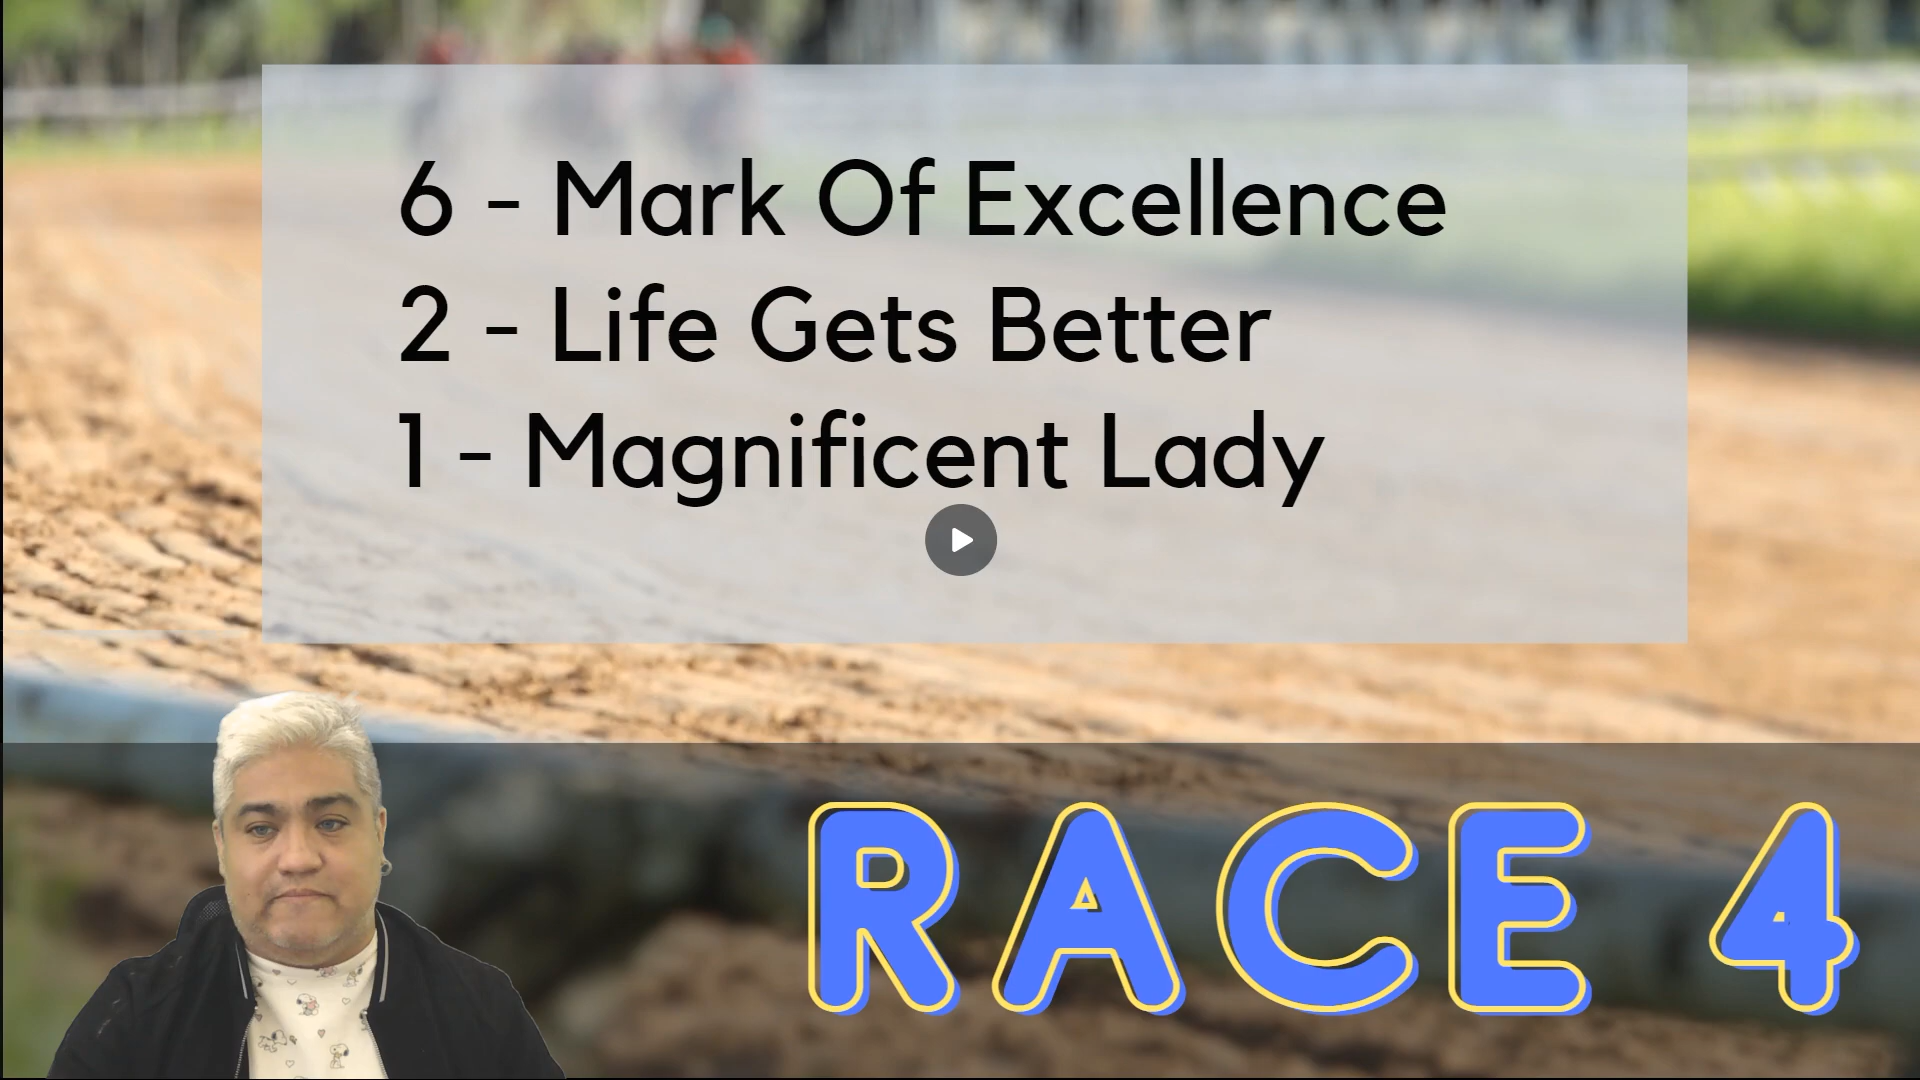 6 - Mark Of Excellence
2 - Life Gets Better
1 - Magnificent Lady
RACE 4